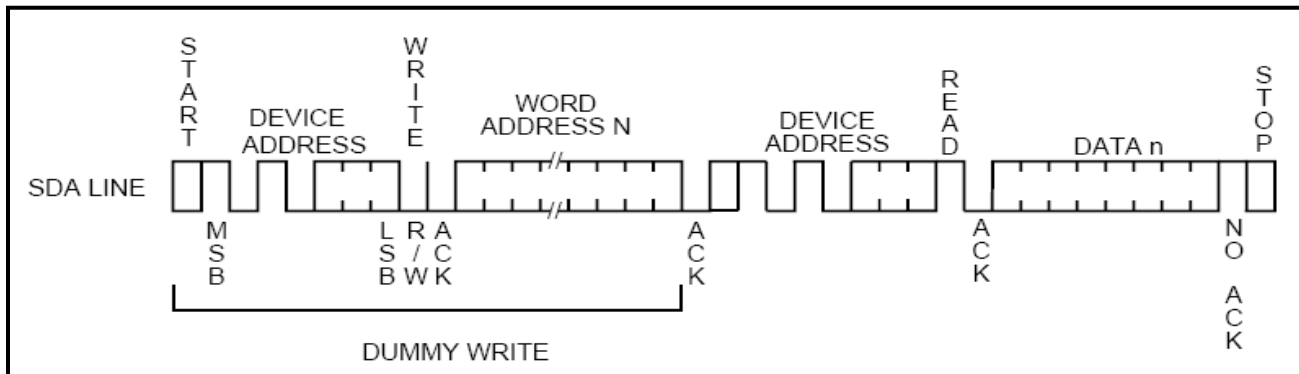 START
WRITE
READ
STOP
DEVICE
ADDRESS
WORD
ADDRESS N
DEVICE
ADDRESS
DATA n
SDA LINE
MSB
LSB
R/W
ACK
ACK
ACK
NO ACK
DUMMY WRITE